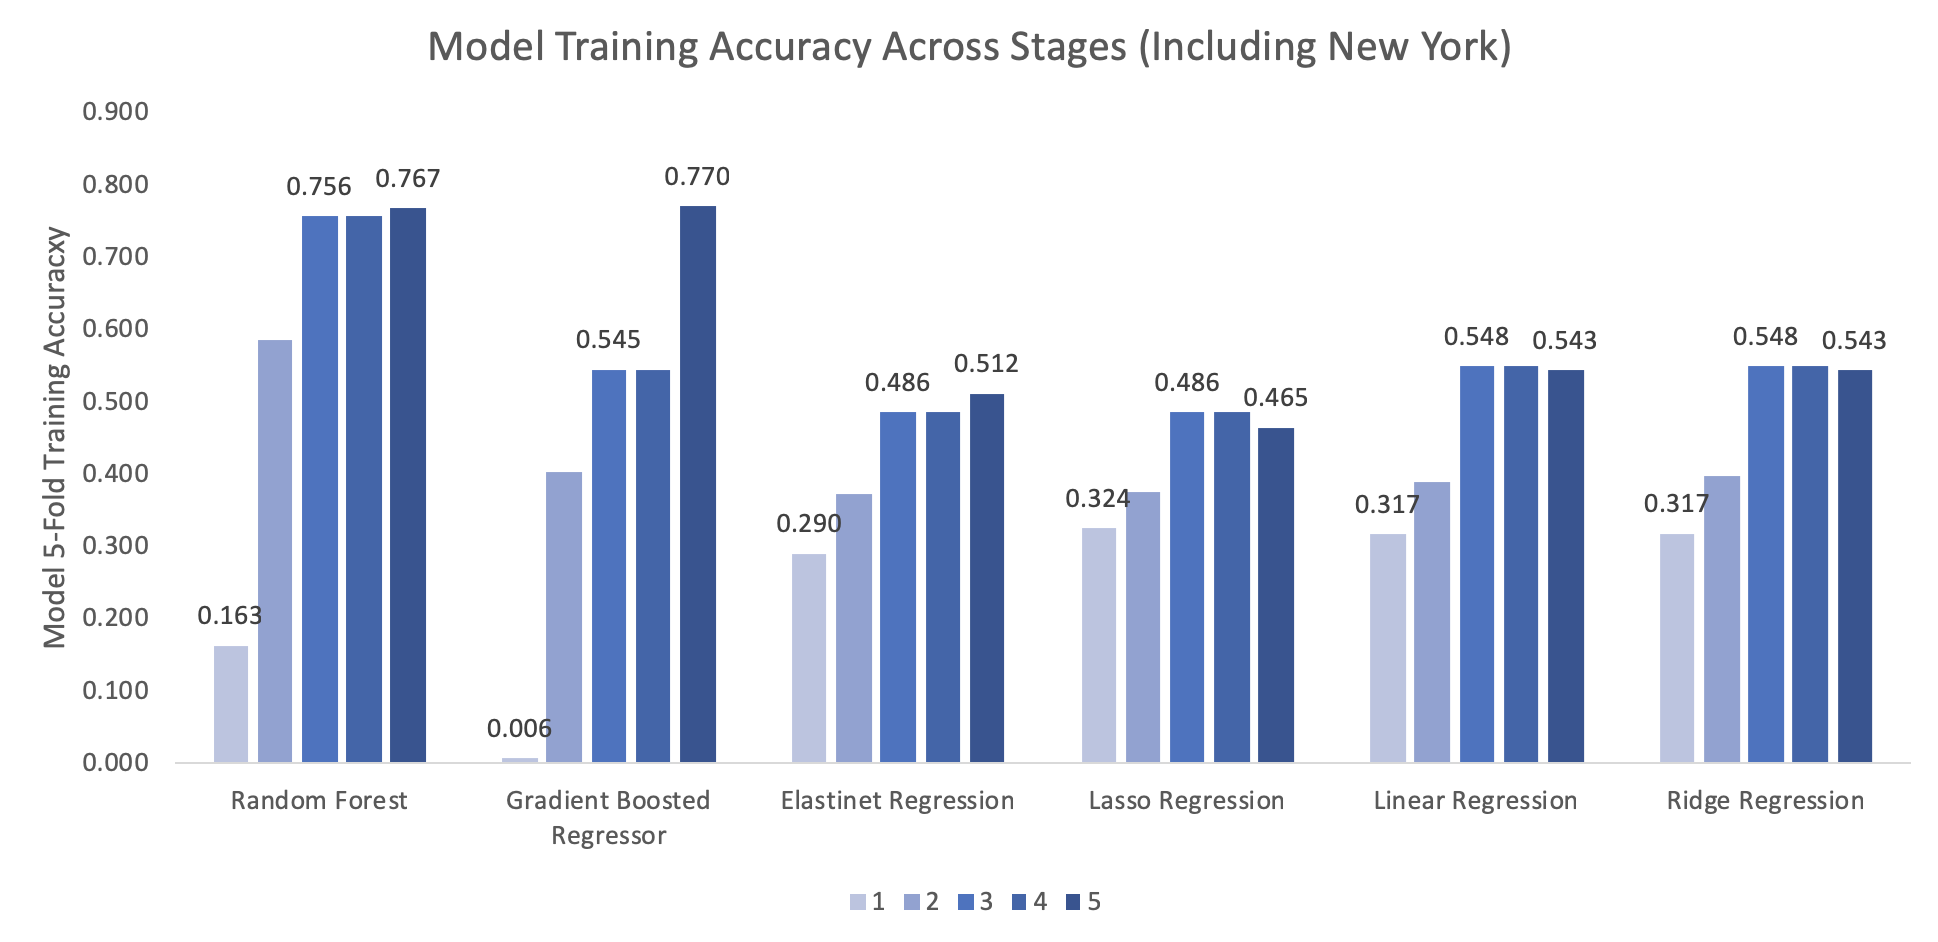 Model Training Accuracy Across Stages (Including New York)
Model 5-Fold Training Accuracxy
0.900
0.800
0.700
0.600
0.500
0.400
0.300
0.200
0.100
0.000
0.163
0.756
0.767
0.006
0.545
0.770
0.290
0.486
0.512
0.324
0.486
0.465
0.317
0.548
0.543
0.317
0.548
0.543
Random Forest
Gradient Boosted
Regressor
Elastinet Regression
Lasso Regression
Linear Regression
Ridge Regression
1 2 3 4 5